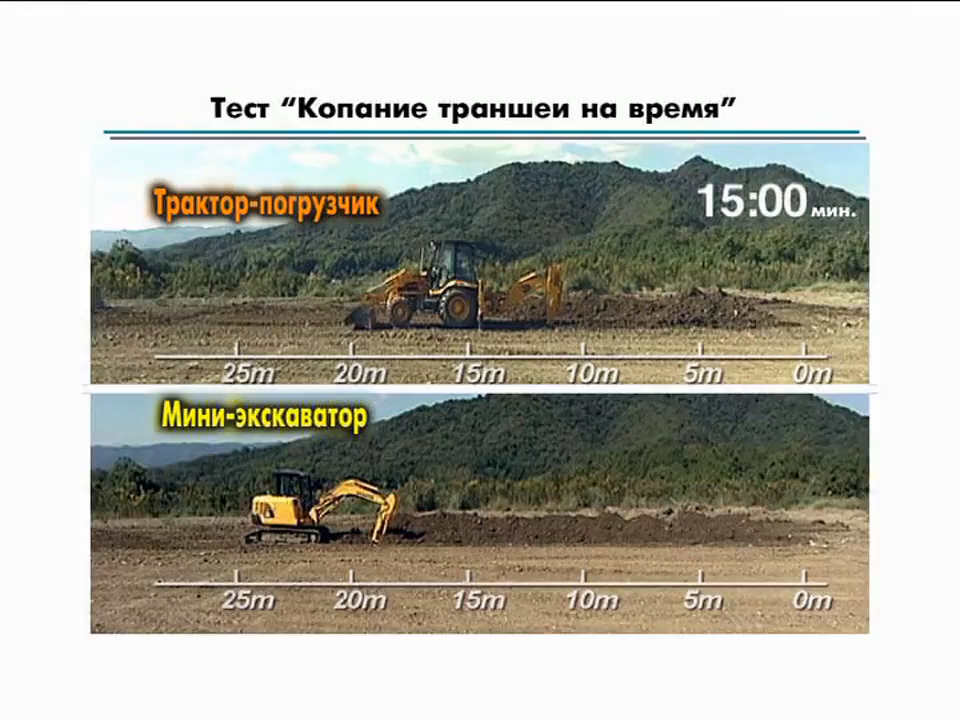 Тест “Копание траншеи на время”
Трактор-погрузчик
15:00 мин.
25m 20m 15m 10m 5m 0m
Мини-экскаватор
25m 20m 15m 10m 5m 0m